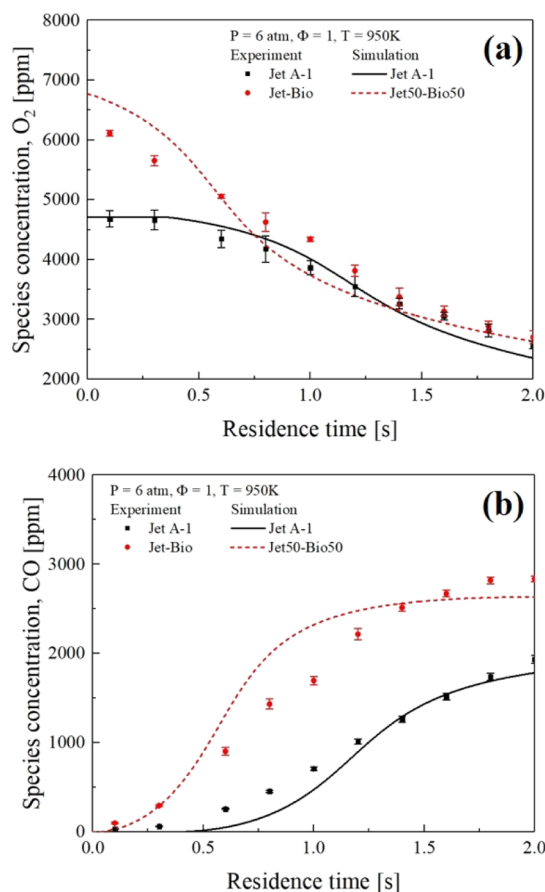 P = 6 atm, Φ = 1, T = 950K
(a)
Experiment Simulation
Jet A-1 Jet A-1
Jet-Bio Jet50-Bio50
Species concentration, O2 [ppm]
8000
7000
6000
5000
4000
3000
2000
0.0 0.5 1.0 1.5 2.0
Residence time [s]
P = 6 atm, Φ = 1, T = 950K
(b)
Experiment Simulation
Jet A-1 Jet A-1
Jet-Bio Jet50-Bio50
Species concentration, CO [ppm]
4000
3000
2000
1000
0
0.0 0.5 1.0 1.5 2.0
Residence time [s]